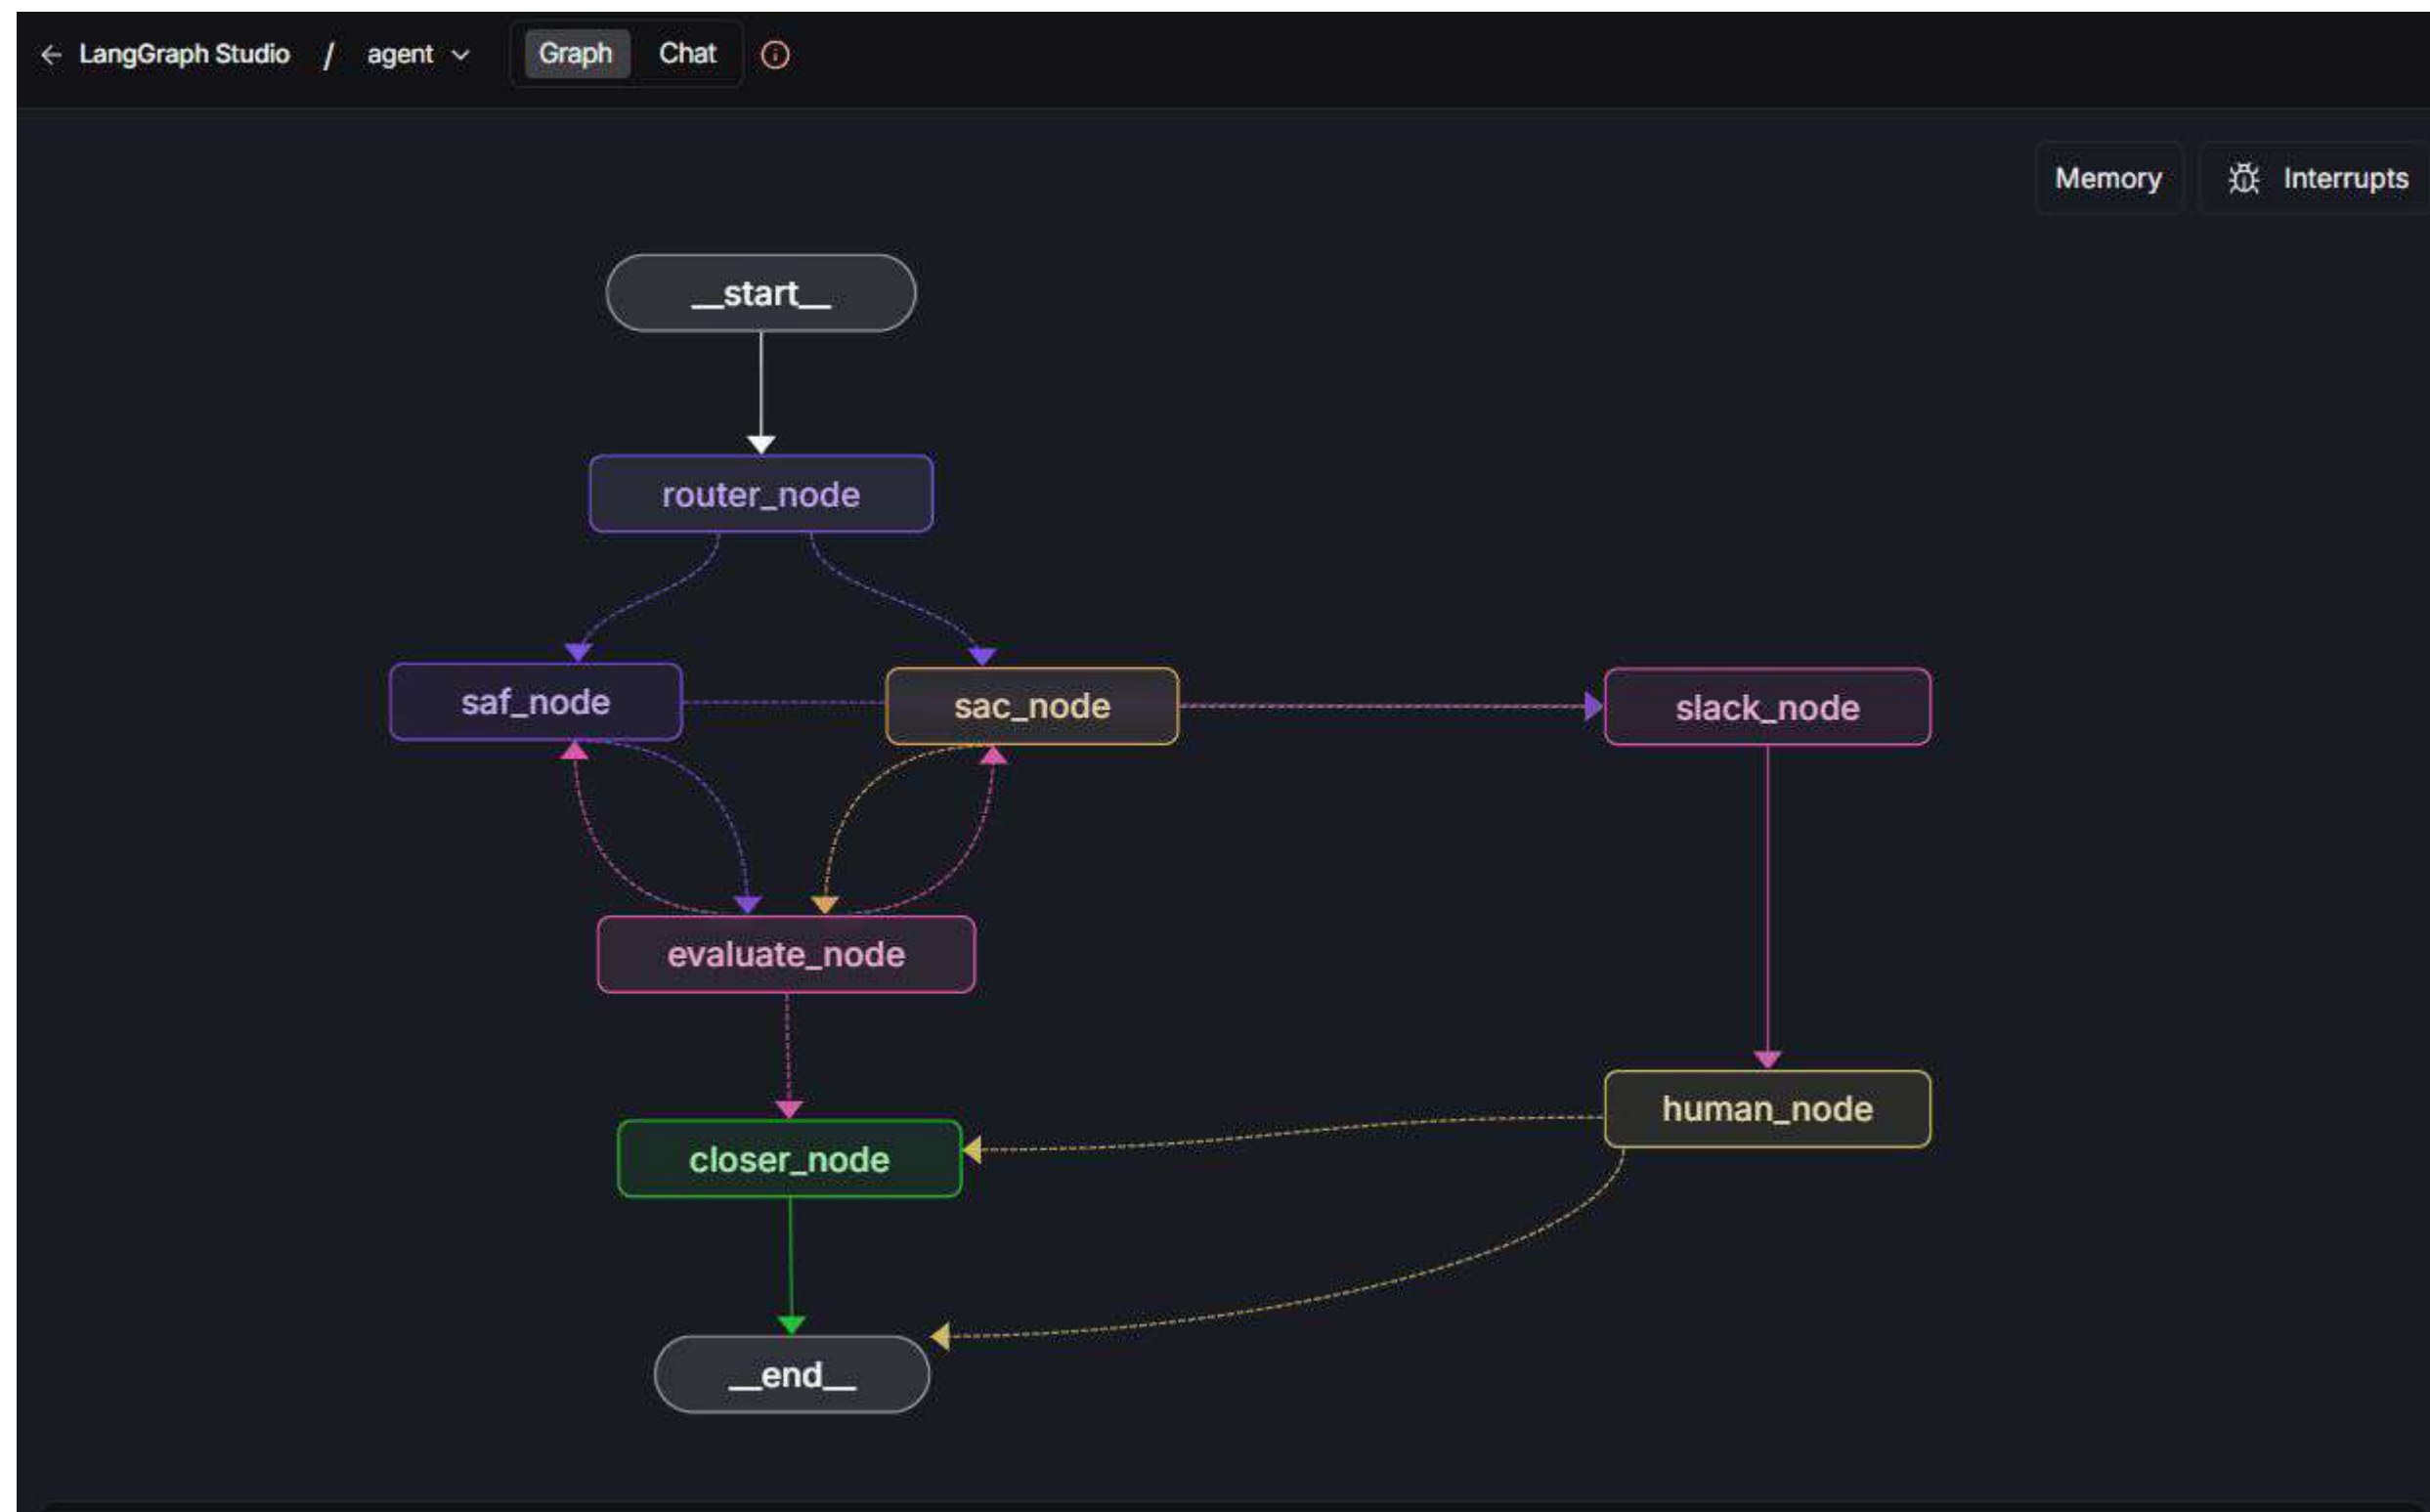 LangGraph Studio / agent Graph Chat
Memory Interrupts
__start__
router_node
saf_node sac_node slack_node
evaluate_node
human_node
closer_node
__end__